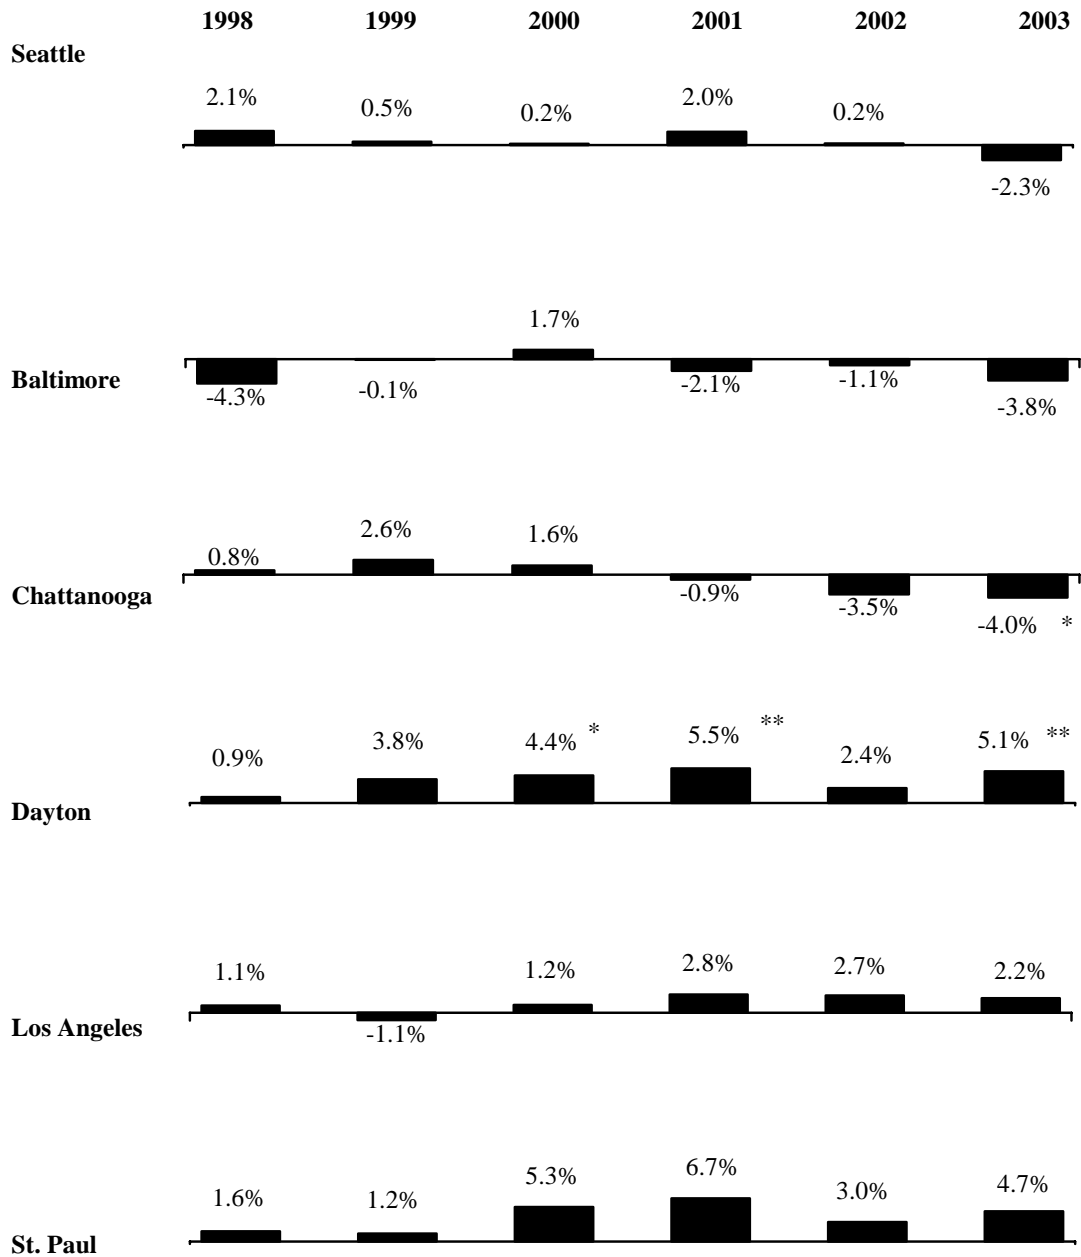 1998 1999 2000 2001 2002 2003
Seattle
2.1% 0.5% 0.2% 2.0% 0.2%
-2.3%
1.7%
Baltimore
-4.3% -0.1% -2.1% -1.1% -3.8%
0.8% 2.6% 1.6%
Chattanooga
-0.9% -3.5% -4.0% *
0.9% 3.8% 4.4% * 5.5% ** 2.4% 5.1% **
Dayton
1.1% 1.2% 2.8% 2.7% 2.2%
Los Angeles
-1.1%
1.6% 1.2% 5.3% 6.7% 3.0% 4.7%
St. Paul